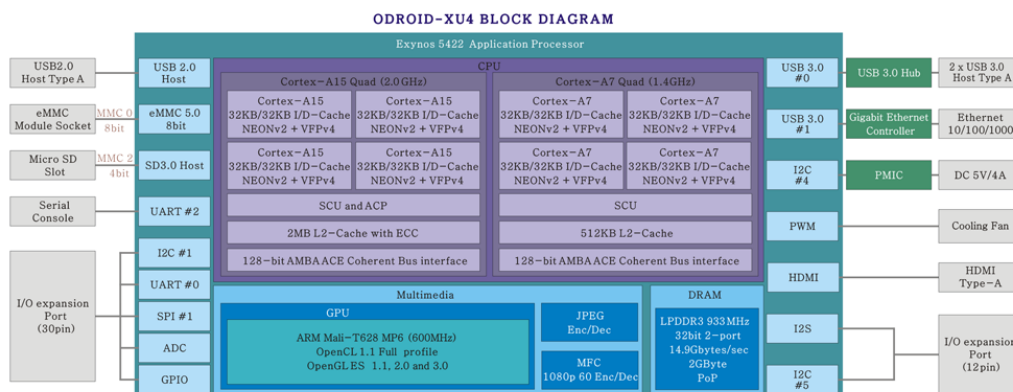 ODROID-XU4 BLOCK DIAGRAM
Exynos 5422 Application Processor
USB2.0
Host Type A
eMMC
Module Socket
MMC 0
8bit
Micro SD
Slot
MMC 2
4bit
Serial
Console
I/O expansion
Port
(30pin)
USB 2.0
Host
eMMC 5.0
8bit
SD3.0 Host
UART #2
I2C #1
UART #0
SPI #1
ADC
GPIO
CPU
Cortex-A15 Quad (2.0GHz)
Cortex-A15
32KB/32KB I/D-Cache
NEONv2 + VFPv4
Cortex-A15
32KB/32KB I/D-Cache
NEONv2 + VFPv4
Cortex-A15
32KB/32KB I/D-Cache
NEONv2 + VFPv4
Cortex-A15
32KB/32KB I/D-Cache
NEONv2 + VFPv4
SCU and ACP
2MB L2-Cache with ECC
128-bit AMBA ACE Coherent Bus interface
Cortex-A7 Quad (1.4GHz)
Cortex-A7
32KB/32KB I/D-Cache
NEONv2 + VFPv4
Cortex-A7
32KB/32KB I/D-Cache
NEONv2 + VFPv4
Cortex-A7
32KB/32KB I/D-Cache
NEONv2 + VFPv4
Cortex-A7
32KB/32KB I/D-Cache
NEONv2 + VFPv4
SCU
512KB L2-Cache
128-bit AMBA ACE Coherent Bus interface
Multimedia
GPU
ARM Mali-T628 MP6 (600MHz)
OpenCL 1.1 Full profile
OpenGL ES 1.1, 2.0 and 3.0
JPEG
Enc/Dec
MFC
1080p 60 Enc/Dec
DRAM
LPDDR3 933MHz
32bit 2-port
14.9Gbytes/sec
2GByte
PoP
USB 3.0
#0
USB 3.0
#1
I2C
#4
PWM
HDMI
I2S
I2C
#5
USB 3.0 Hub
Gigabit Ethernet
Controller
PMIC
2 x USB 3.0
Host Type A
Ethernet
10/100/1000
DC 5V/4A
Cooling Fan
HDMI
Type-A
I/O expansion
Port
(12pin)